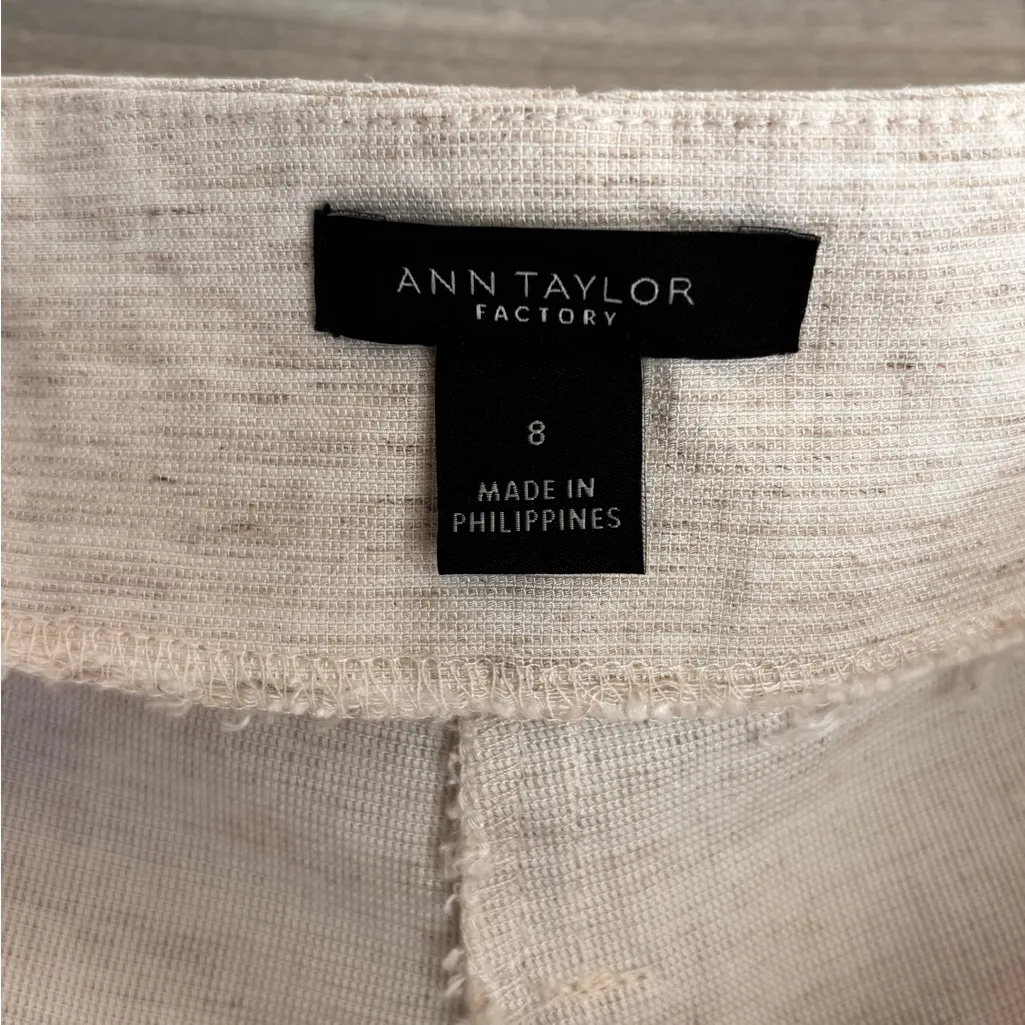 ANN TAYLOR
FACTORY
8
MADE IN
PHILIPPINES